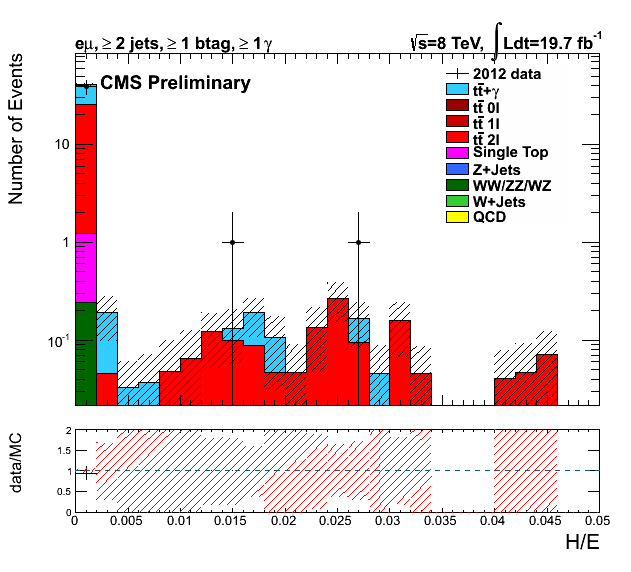 eμ, ≥ 2 jets, ≥ 1 btag, ≥ 1 γ
√s=8 TeV, ∫ Ldt=19.7 fb⁻¹
CMS Preliminary
2012 data
tt̄+γ
tt̄ 0l
tt̄ 1l
tt̄ 2l
Single Top
Z+Jets
WW/ZZ/WZ
W+Jets
QCD
Number of Events
10
1
10⁻¹
data/MC
2
1.5
1
0.5
0
0 0.005 0.01 0.015 0.02 0.025 0.03 0.035 0.04 0.045 0.05
H/E